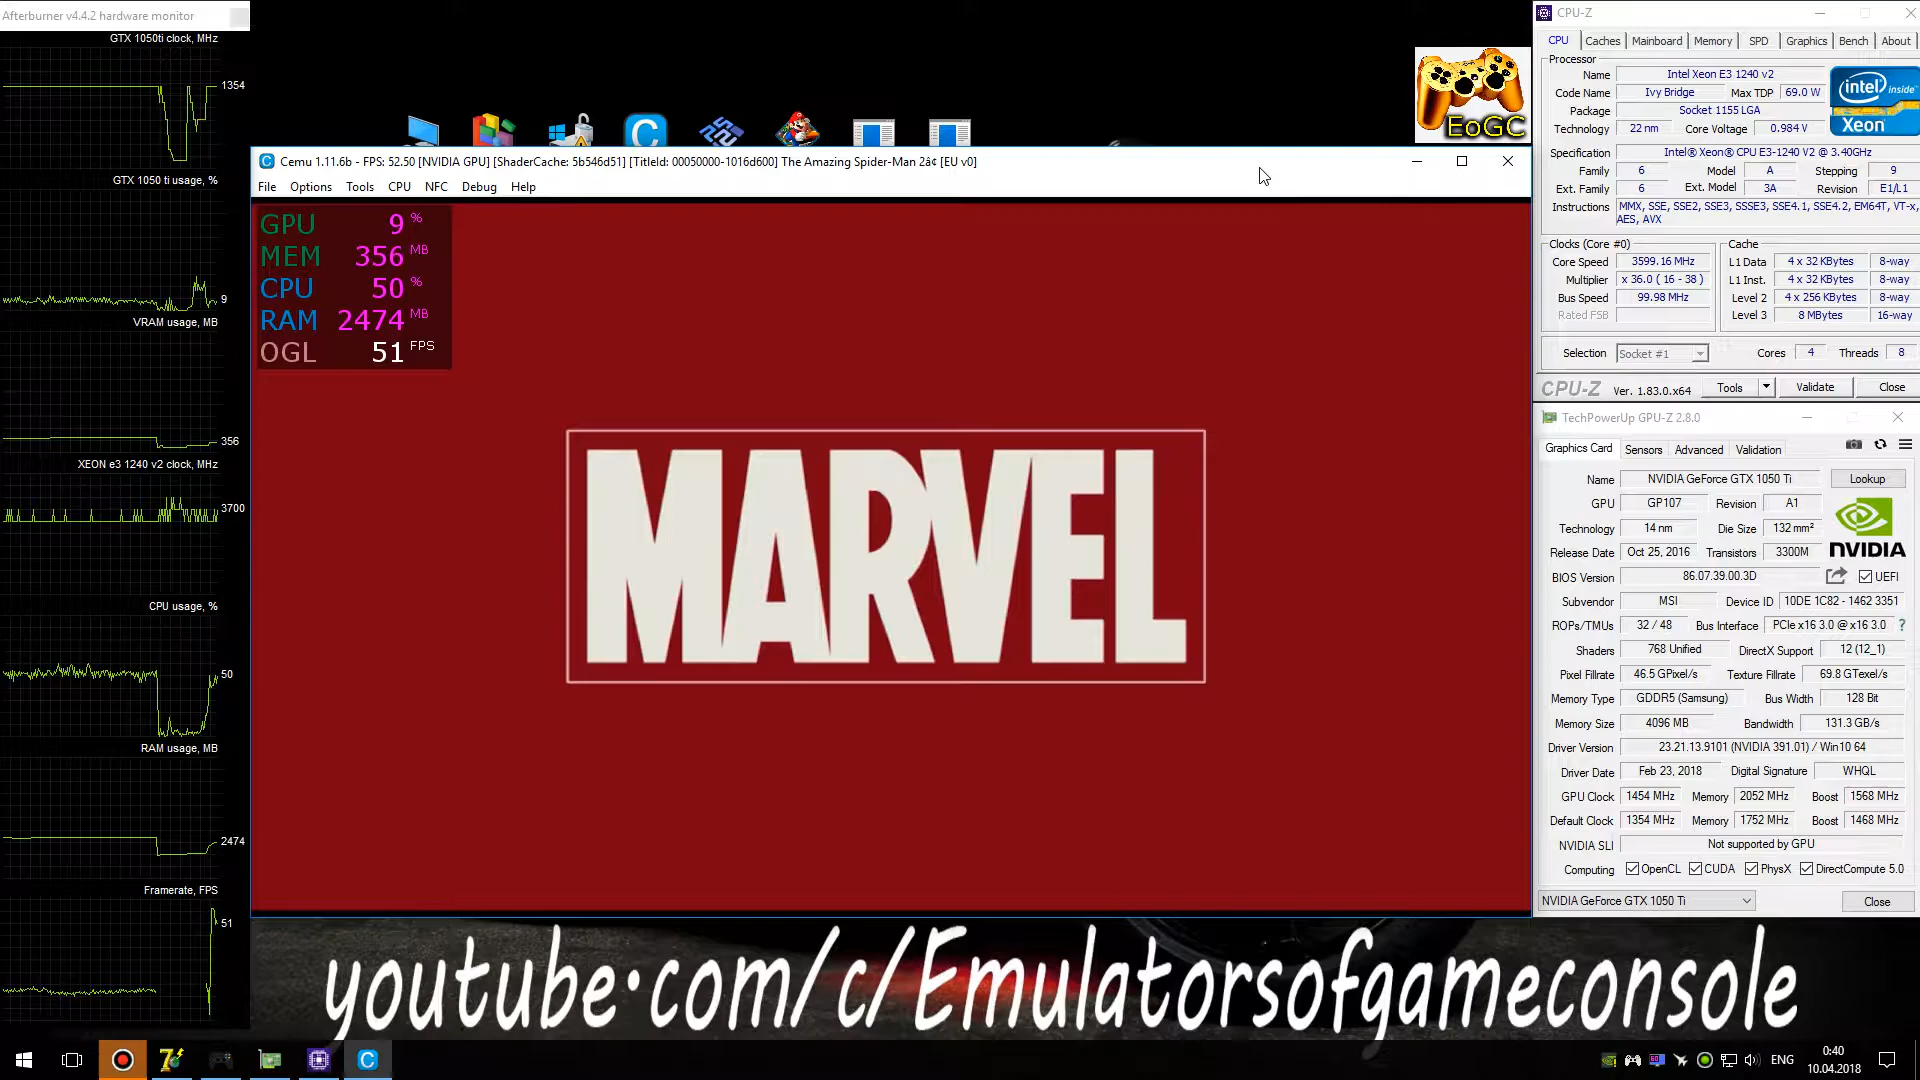 Afterburner v4.4.2 hardware monitor
GTX 1050ti clock, MHz
1354
GTX 1050 ti usage, %
9
VRAM usage, MB
356
XEON e3 1240 v2 clock, MHz
3700
CPU usage, %
50
RAM usage, MB
2474
Framerate, FPS
51
EoGC
Cemu 1.11.6b - FPS: 52.50 [NVIDIA GPU] [ShaderCache: 5b546d51] [TitleId: 00050000-1016d600] The Amazing Spider-Man 2â¢ [EU v0]
File Options Tools CPU NFC Debug Help
GPU 9 %
MEM 356 MB
CPU 50 %
RAM 2474 MB
OGL 51 FPS
MARVEL
CPU-Z
CPU Caches Mainboard Memory SPD Graphics Bench About
Processor
Name Intel Xeon E3 1240 v2
Code Name Ivy Bridge Max TDP 69.0 W
Package Socket 1155 LGA
Technology 22 nm Core Voltage 0.984 V
intel inside™
Xeon
Specification Intel® Xeon® CPU E3-1240 V2 @ 3.40GHz
Family 6 Model A Stepping 9
Ext. Family 6 Ext. Model 3A Revision E1/L1
Instructions MMX, SSE, SSE2, SSE3, SSSE3, SSE4.1, SSE4.2, EM64T, VT-x,
AES, AVX
Clocks (Core #0) Cache
Core Speed 3599.16 MHz L1 Data 4 x 32 KBytes 8-way
Multiplier x 36.0 ( 16 - 38 ) L1 Inst. 4 x 32 KBytes 8-way
Bus Speed 99.98 MHz Level 2 4 x 256 KBytes 8-way
Rated FSB Level 3 8 MBytes 16-way
Selection Socket #1 Cores 4 Threads 8
CPU-Z Ver. 1.83.0.x64 Tools Validate Close
TechPowerUp GPU-Z 2.8.0
Graphics Card Sensors Advanced Validation
Name NVIDIA GeForce GTX 1050 Ti Lookup
GPU GP107 Revision A1
Technology 14 nm Die Size 132 mm²
Release Date Oct 25, 2016 Transistors 3300M
NVIDIA
BIOS Version 86.07.39.00.3D UEFI
Subvendor MSI Device ID 10DE 1C82 - 1462 3351
ROPs/TMUs 32 / 48 Bus Interface PCIe x16 3.0 @ x16 3.0 ?
Shaders 768 Unified DirectX Support 12 (12_1)
Pixel Fillrate 46.5 GPixel/s Texture Fillrate 69.8 GTexel/s
Memory Type GDDR5 (Samsung) Bus Width 128 Bit
Memory Size 4096 MB Bandwidth 131.3 GB/s
Driver Version 23.21.13.9101 (NVIDIA 391.01) / Win10 64
Driver Date Feb 23, 2018 Digital Signature WHQL
GPU Clock 1454 MHz Memory 2052 MHz Boost 1568 MHz
Default Clock 1354 MHz Memory 1752 MHz Boost 1468 MHz
NVIDIA SLI Not supported by GPU
Computing OpenCL CUDA PhysX DirectCompute 5.0
NVIDIA GeForce GTX 1050 Ti Close
youtube.com/c/Emulatorsofgameconsole
ENG
0:40
10.04.2018